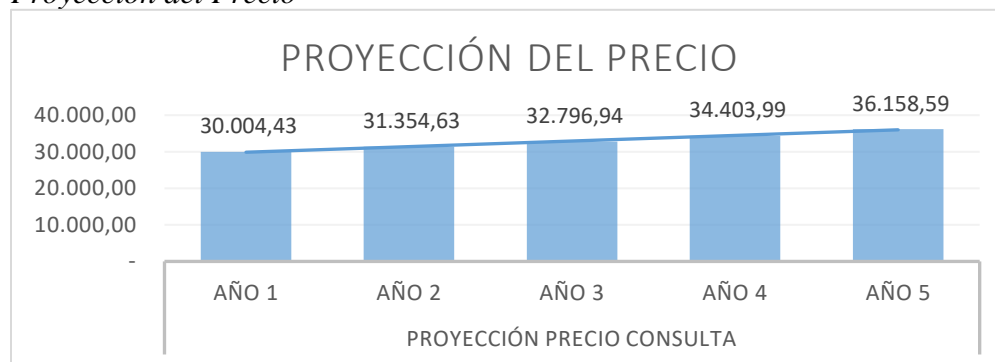 Proyección del Precio
PROYECCIÓN DEL PRECIO
40.000,00
30.000,00
20.000,00
10.000,00
-
30.004,43
31.354,63
32.796,94
34.403,99
36.158,59
AÑO 1
AÑO 2
AÑO 3
AÑO 4
AÑO 5
PROYECCIÓN PRECIO CONSULTA